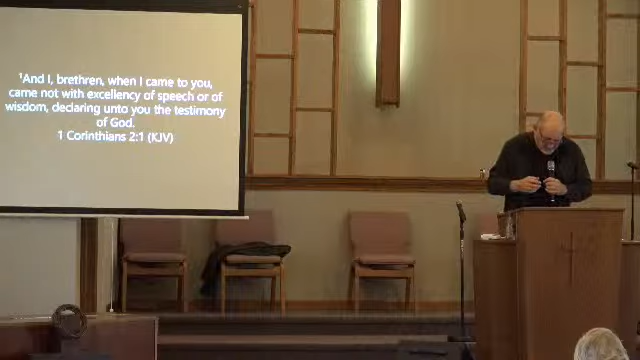 ¹And I, brethren, when I came to you,
came not with excellency of speech or of
wisdom, declaring unto you the testimony
of God.
1 Corinthians 2:1 (KJV)